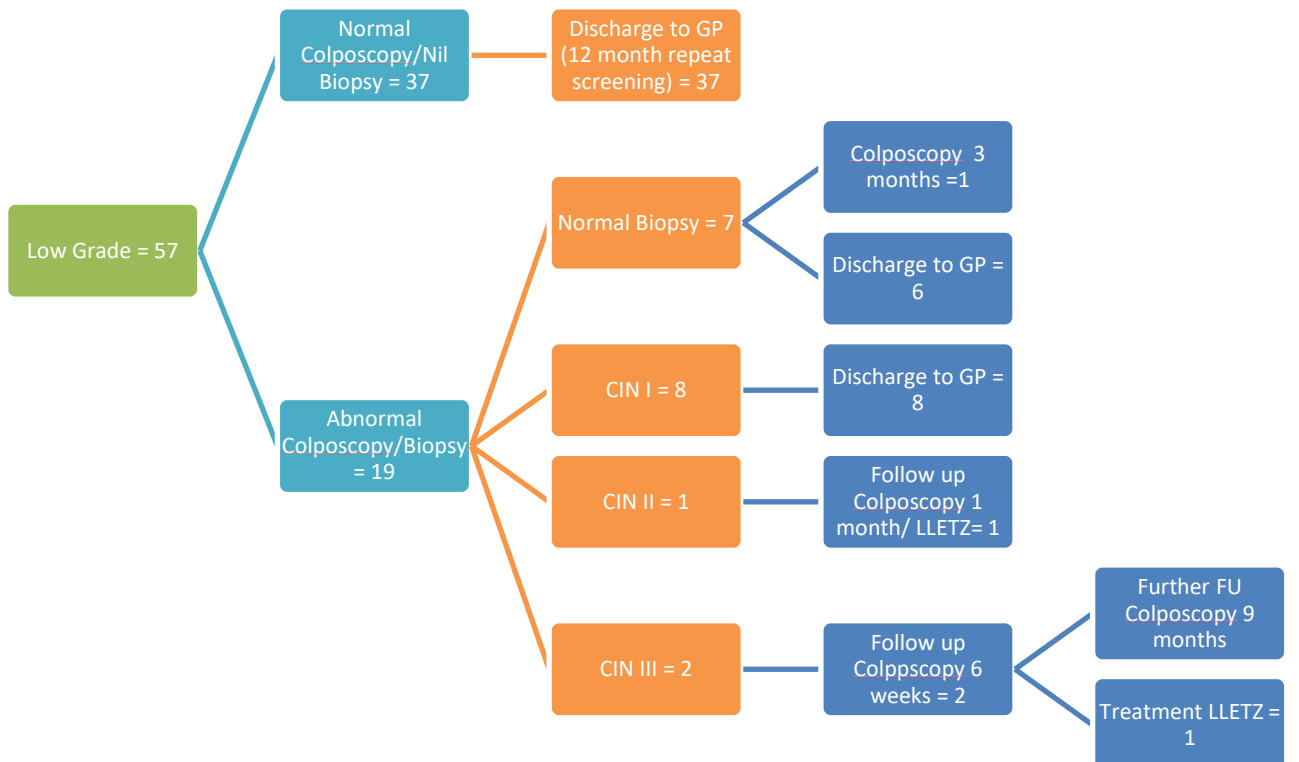 Normal
Colposcopy/Nil
Biopsy = 37
Discharge to GP
(12 month repeat
screening) = 37
Low Grade = 57
Abnormal
Colposcopy/Biopsy
= 19
Normal Biopsy = 7
Colposcopy  3
months =1
Discharge to GP =
6
CIN I = 8
Discharge to GP =
8
CIN II = 1
Follow up
Colposcopy 1
month/ LLETZ= 1
CIN III = 2
Follow up
Colppscopy 6
weeks = 2
Further FU
Colposcopy 9
months
Treatment LLETZ =
1